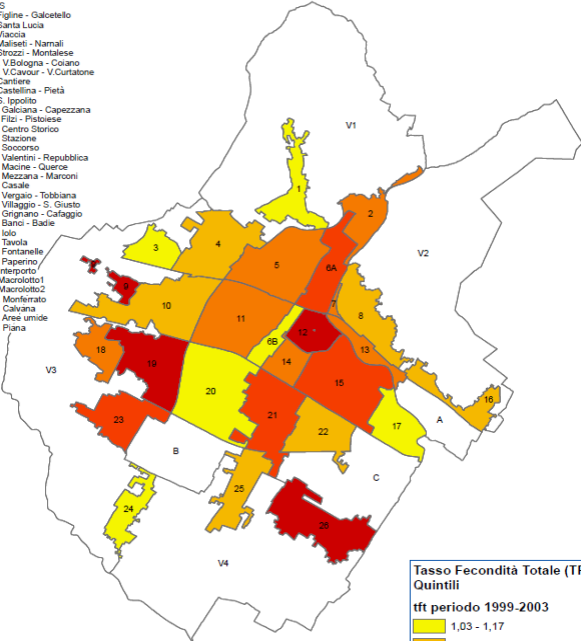 Figline - Galcetello
Santa Lucia
Viaccia
Maliseti - Narnali
Strozzi - Montalese
V.Bologna - Coiano
V.Cavour - V.Curtatone
Cantiere
Castellina - Pietà
S. Ippolito
Galciana - Capezzana
Filzi - Pistoiese
Centro Storico
Stazione
Soccorso
Valentini - Repubblica
Macine - Querce
Mezzana - Marconi
Casale
Vergaio - Tobbiana
Villaggio - S. Giusto
Grignano - Cafaggio
Banci - Badie
Iolo
Tavola
Fontanelle
Paperino
Interporto
Macrolotto1
Macrolotto2
Monferrato
Calvana
Aree umide
Piana
V1
1
2
V2
3
4
5
6A
9
10
7
8
11
12
6B
13
18
14
V3
19
15
20
16
23
21
22
17
A
B
C
25
24
26
V4
Tasso Fecondità Totale (TF
Quintili
tft periodo 1999-2003
1,03 - 1,17